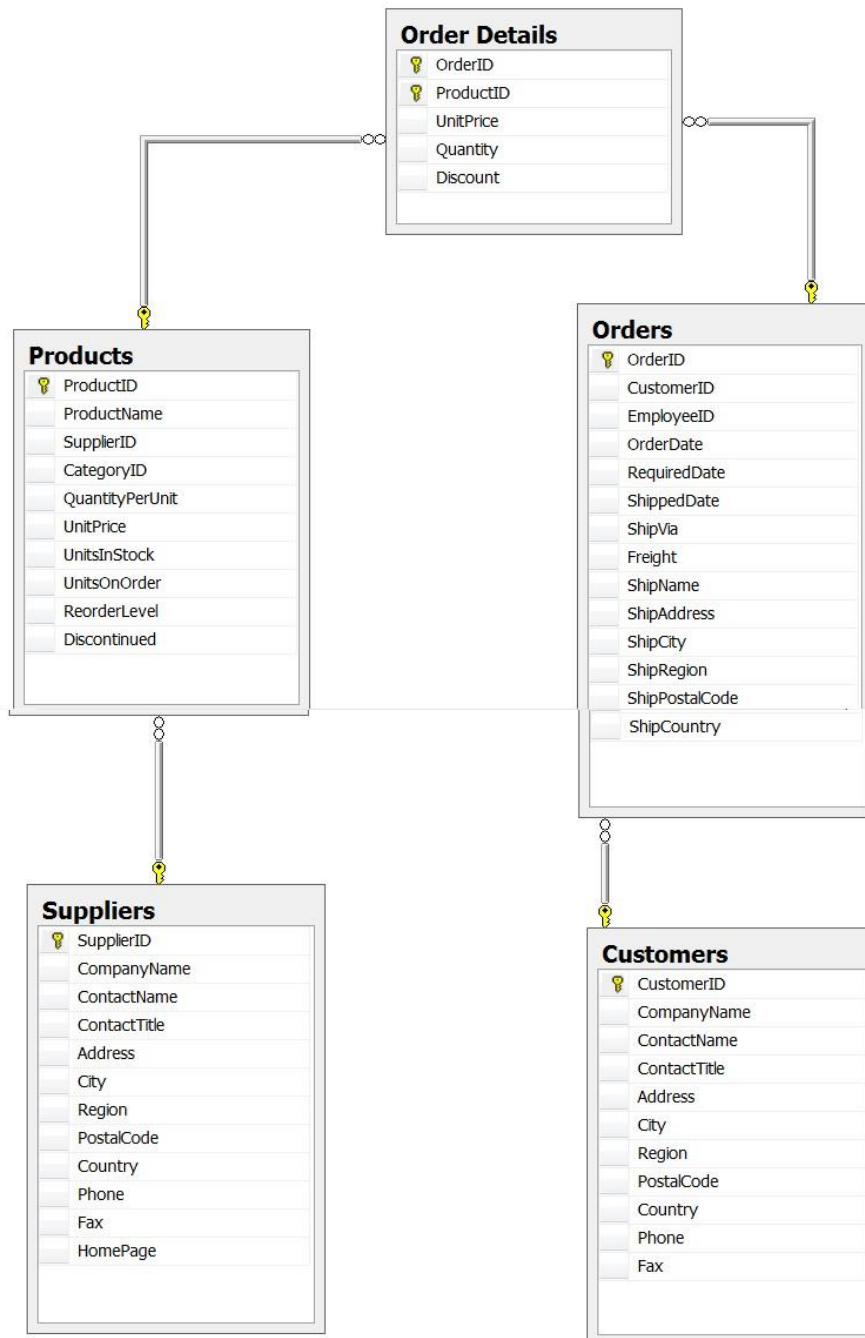 Order Details
OrderID
ProductID
UnitPrice
Quantity
Discount
Products
ProductID
ProductName
SupplierID
CategoryID
QuantityPerUnit
UnitPrice
UnitsInStock
UnitsOnOrder
ReorderLevel
Discontinued
Orders
OrderID
CustomerID
EmployeeID
OrderDate
RequiredDate
ShippedDate
ShipVia
Freight
ShipName
ShipAddress
ShipCity
ShipRegion
ShipPostalCode
ShipCountry
Suppliers
SupplierID
CompanyName
ContactName
ContactTitle
Address
City
Region
PostalCode
Country
Phone
Fax
HomePage
Customers
CustomerID
CompanyName
ContactName
ContactTitle
Address
City
Region
PostalCode
Country
Phone
Fax